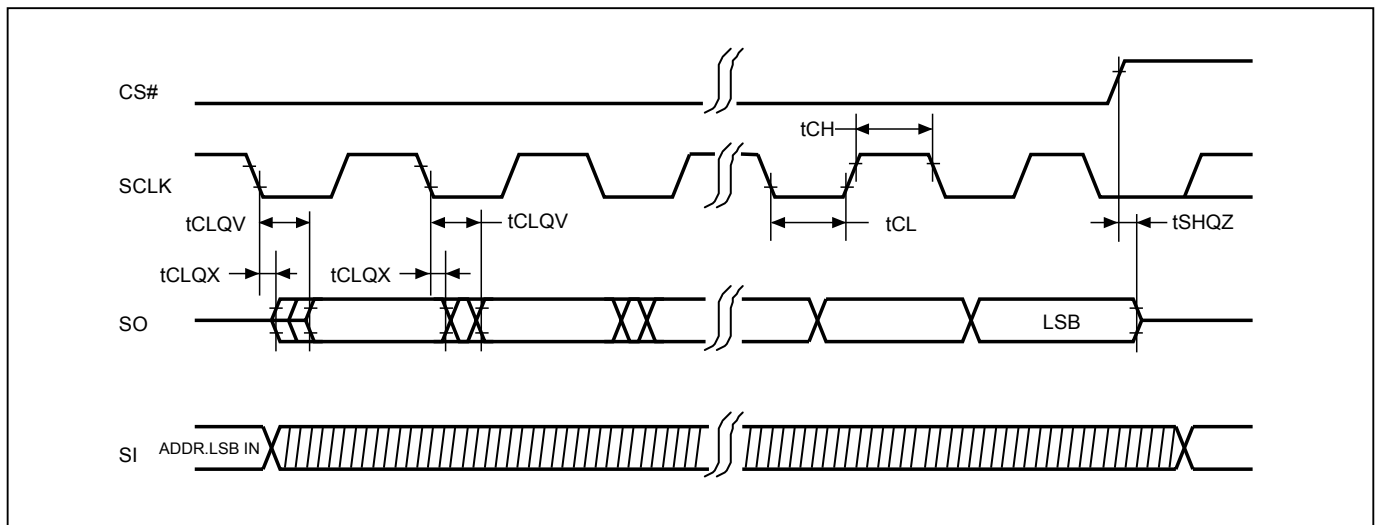 CS#
tCH
SCLK
tCLQV
tCLQV
tCL
tSHQZ
tCLQX
tCLQX
SO
LSB
SI
ADDR.LSB IN